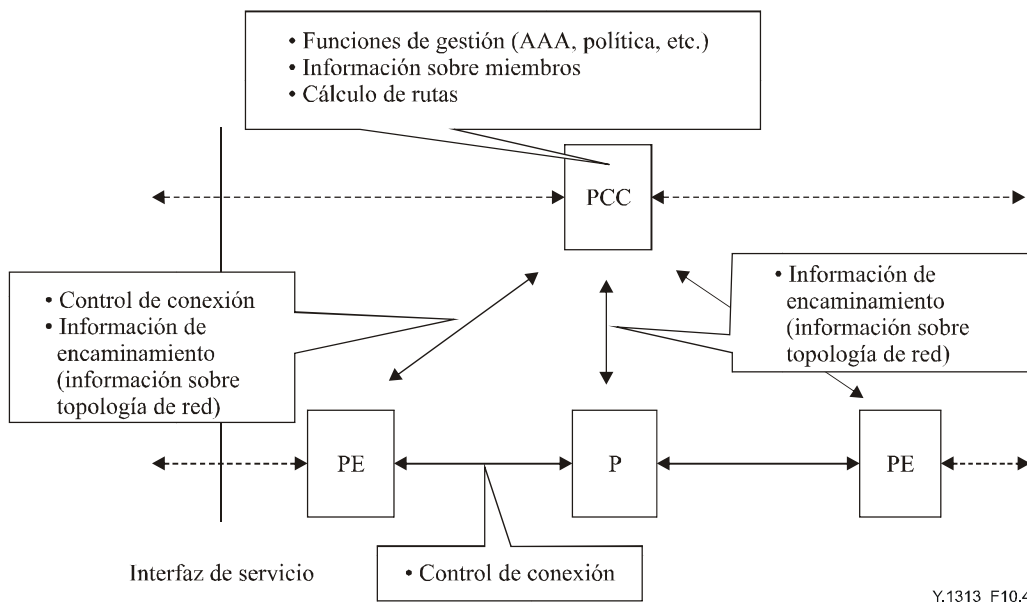 • Funciones de gestión (AAA, política, etc.)
• Información sobre miembros
• Cálculo de rutas
PCC
• Control de conexión
• Información de
encaminamiento
(información sobre
topología de red)
• Información de
encaminamiento
(información sobre
topología de red)
PE
P
PE
Interfaz de servicio
• Control de conexión
Y.1313_F10.4